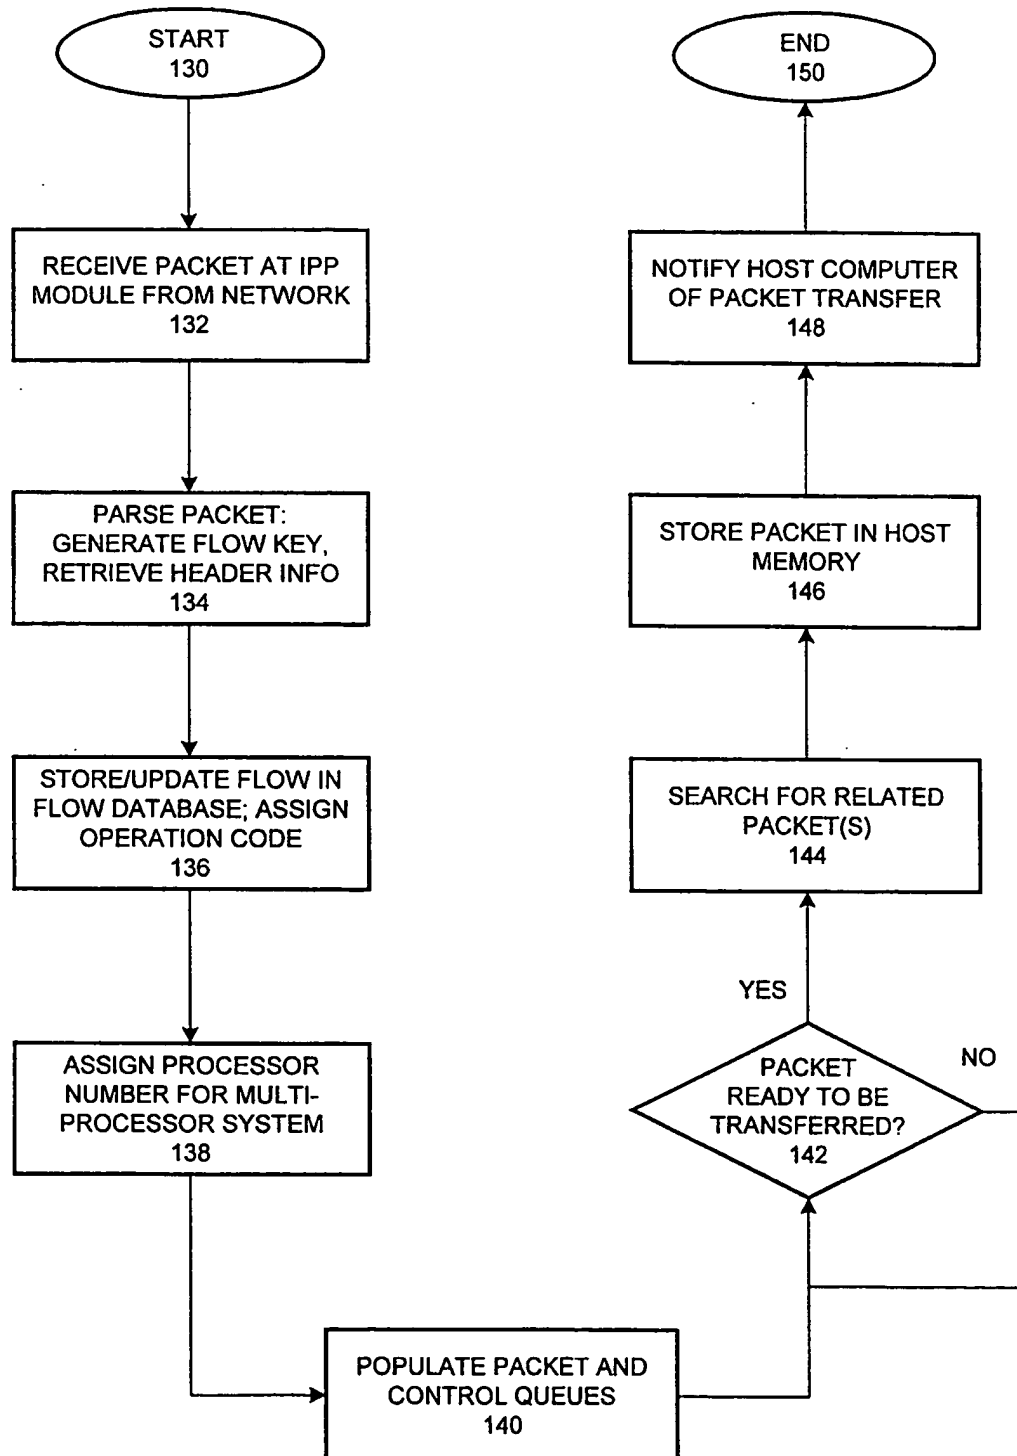 START
130
RECEIVE PACKET AT IPP
MODULE FROM NETWORK
132
PARSE PACKET:
GENERATE FLOW KEY,
RETRIEVE HEADER INFO
134
STORE/UPDATE FLOW IN
FLOW DATABASE; ASSIGN
OPERATION CODE
136
ASSIGN PROCESSOR
NUMBER FOR MULTI-
PROCESSOR SYSTEM
138
POPULATE PACKET AND
CONTROL QUEUES
140
PACKET
READY TO BE
TRANSFERRED?
142
NO
YES
SEARCH FOR RELATED
PACKET(S)
144
STORE PACKET IN HOST
MEMORY
146
NOTIFY HOST COMPUTER
OF PACKET TRANSFER
148
END
150